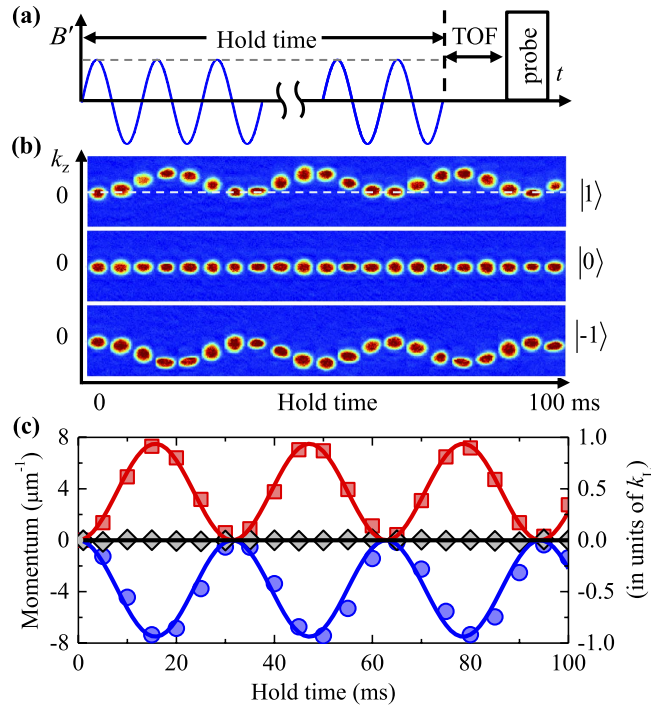 (a)
B′
Hold time
TOF
probe
t
(b)
k_z
0
|1⟩
0
|0⟩
0
|-1⟩
0
Hold time
100 ms
(c)
Momentum (μm⁻¹)
8
4
0
-4
-8
1.0
0.5
0.0
-0.5
-1.0
(in units of k_L)
0
20
40
60
80
100
Hold time (ms)